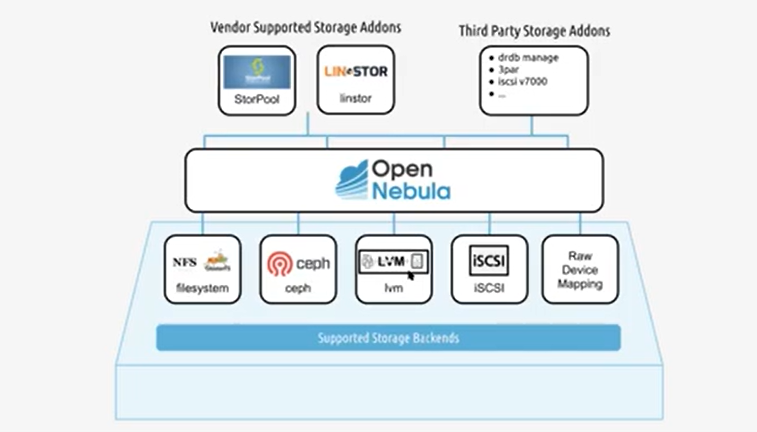 Vendor Supported Storage Addons
Third Party Storage Addons
StorPool
StorPool
LINSTOR
linstor
drdb manage
3par
iscsi v7000
...
Open
Nebula
NFS
filesystem
ceph
ceph
LVM
lvm
iSCSI
iSCSI
Raw
Device
Mapping
Supported Storage Backends